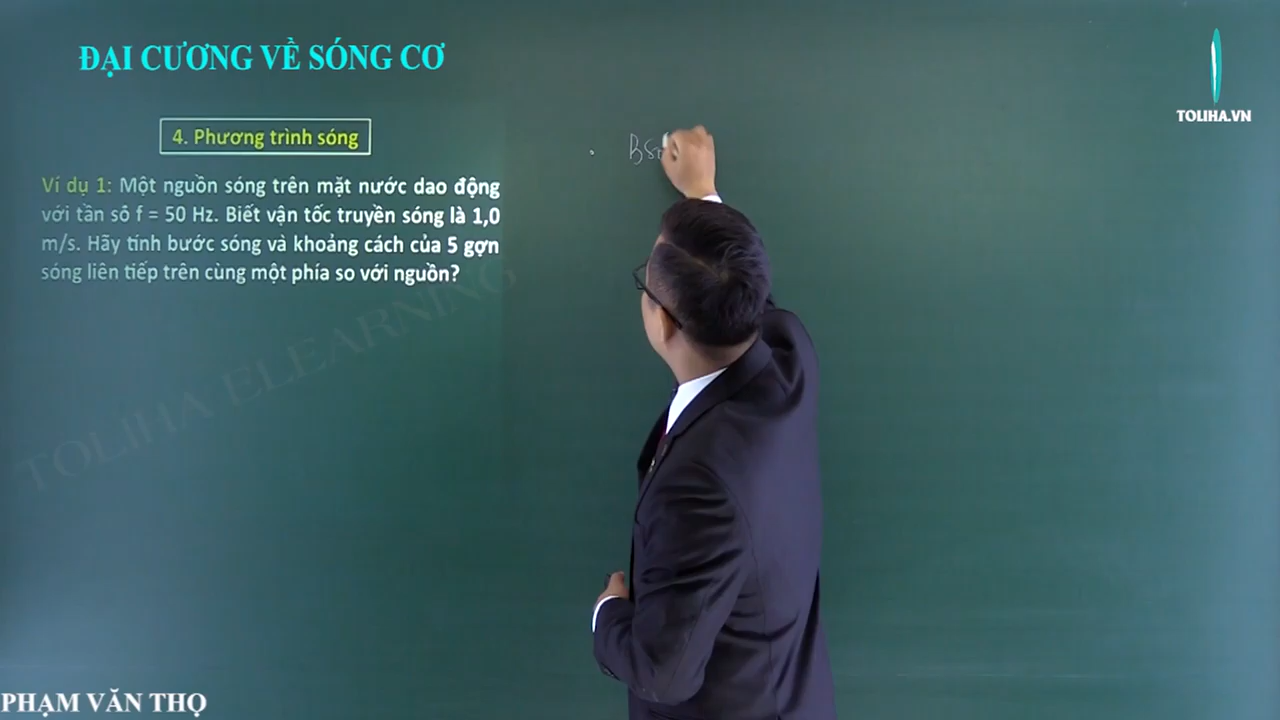 ĐẠI CƯƠNG VỀ SÓNG CƠ
TOLIHA.VN
4. Phương trình sóng
Ví dụ 1: Một nguồn sóng trên mặt nước dao động
với tần số f = 50 Hz. Biết vận tốc truyền sóng là 1,0
m/s. Hãy tính bước sóng và khoảng cách của 5 gợn
sóng liên tiếp trên cùng một phía so với nguồn?
TOLIHA ELEARNING
PHẠM VĂN THỌ